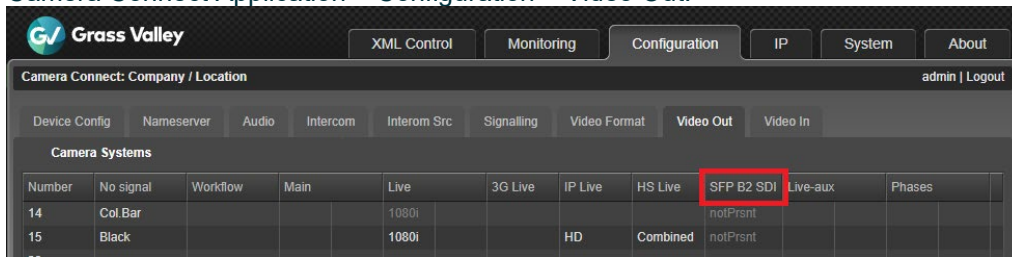 GV Grass Valley
XML Control Monitoring Configuration IP System About
Camera Connect: Company / Location admin | Logout
Device Config Nameserver Audio Intercom Interom Src Signalling Video Format Video Out Video In
Camera Systems
Number No signal Workflow Main Live 3G Live IP Live HS Live SFP B2 SDI Live-aux Phases
14 Col.Bar 1080i notPrsnt
15 Black 1080i HD Combined notPrsnt